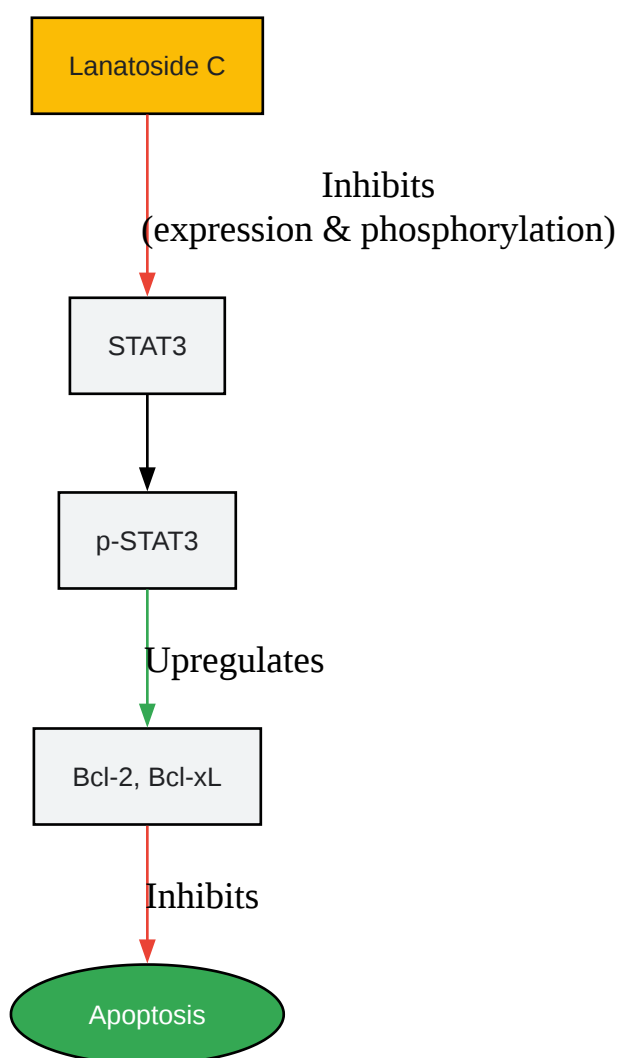 Lanatoside C
Inhibits
(expression & phosphorylation)
STAT3
p-STAT3
Upregulates
Bcl-2, Bcl-xL
Inhibits
Apoptosis